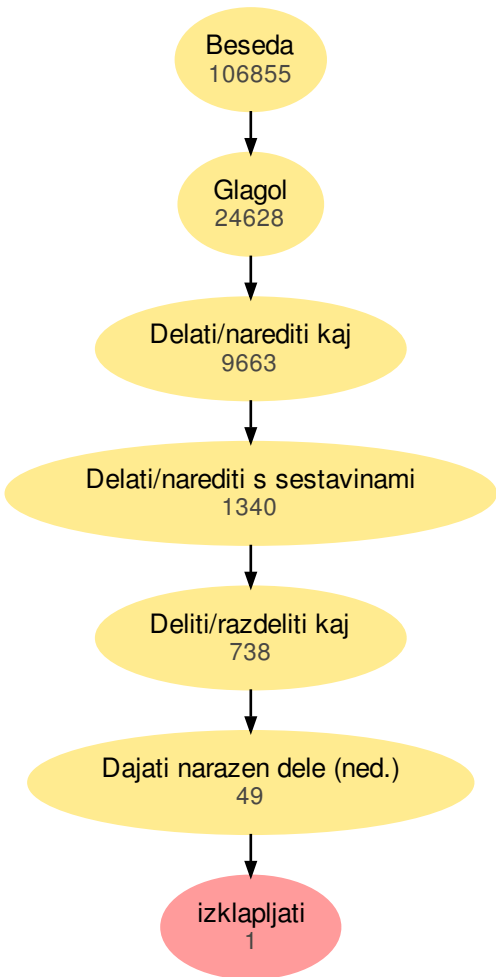 Beseda
106855
Glagol
24628
Delati/narediti kaj
9663
Delati/narediti s sestavinami
1340
Deliti/razdeliti kaj
738
Dajati narazen dele (ned.)
49
izklapljati
1